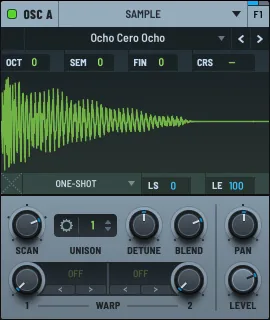 OSC A SAMPLE F1
Ocho Cero Ocho
OCT 0 SEM 0 FIN 0 CRS --
ONE-SHOT LS 0 LE 100
1
SCAN UNISON DETUNE BLEND PAN
OFF OFF
1 WARP 2 LEVEL